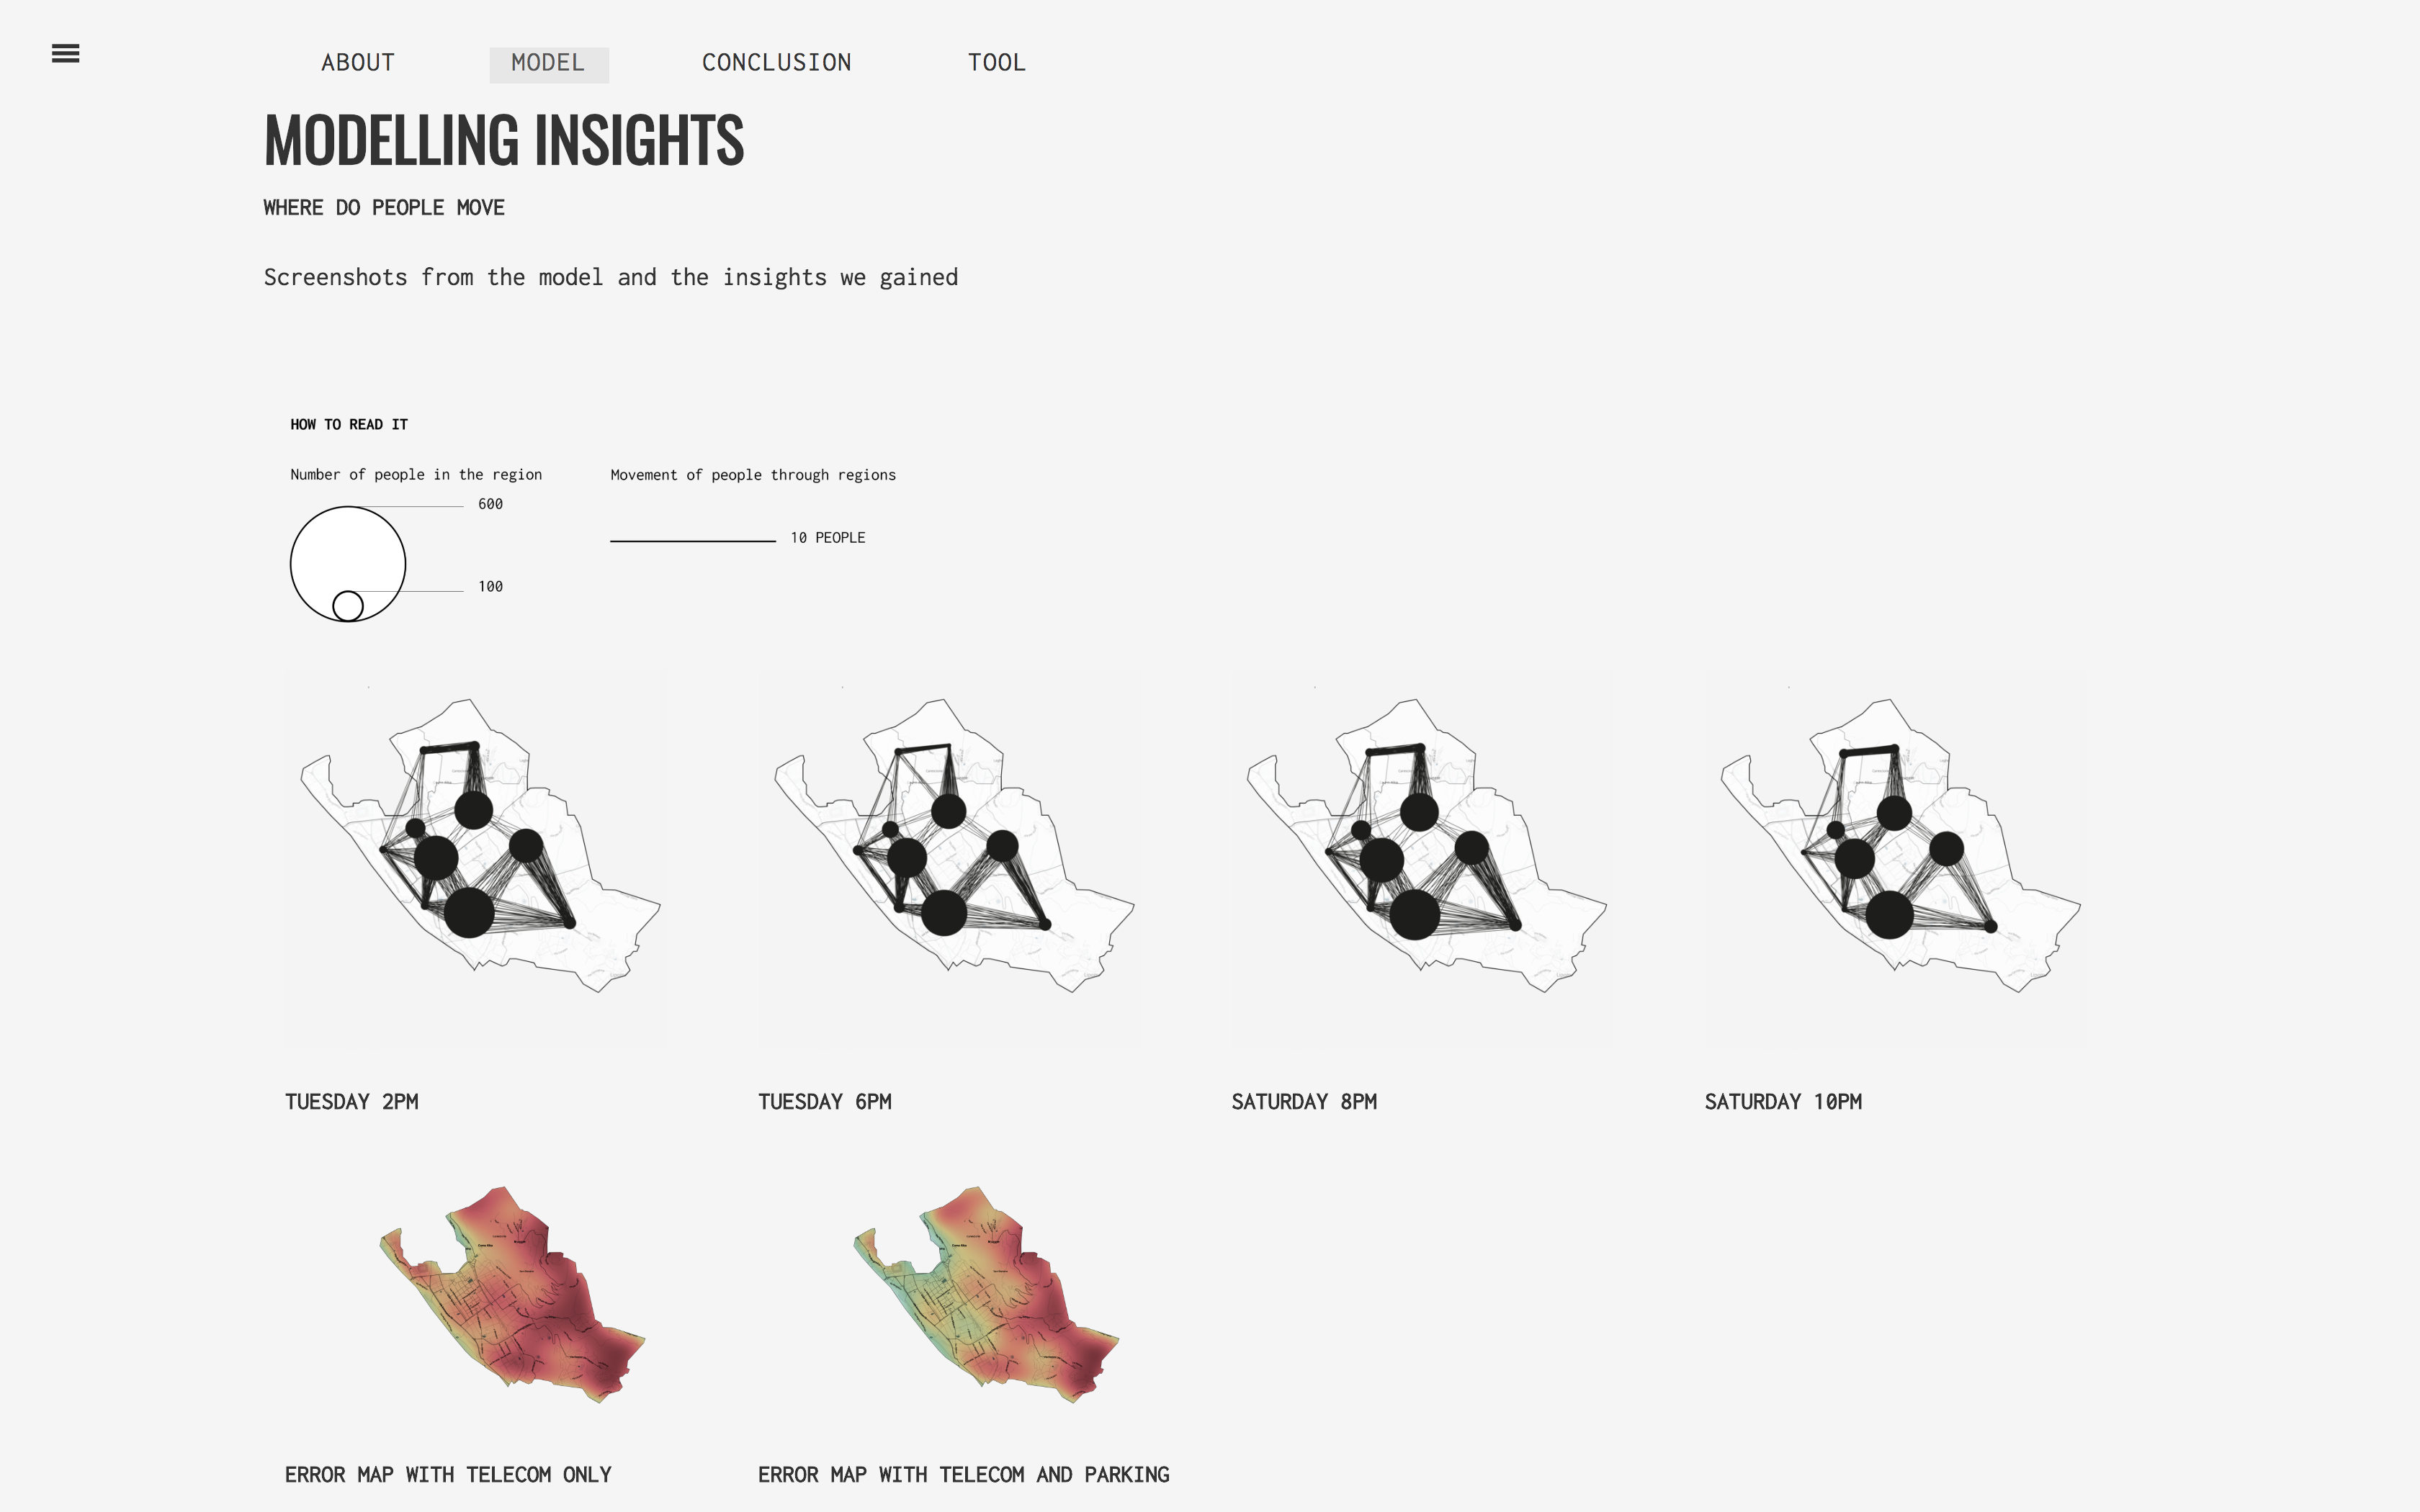 ABOUT MODEL CONCLUSION TOOL
MODELLING INSIGHTS
WHERE DO PEOPLE MOVE
Screenshots from the model and the insights we gained
HOW TO READ IT
Number of people in the region
600
100
Movement of people through regions
10 PEOPLE
TUESDAY 2PM
TUESDAY 6PM
SATURDAY 8PM
SATURDAY 10PM
ERROR MAP WITH TELECOM ONLY
ERROR MAP WITH TELECOM AND PARKING